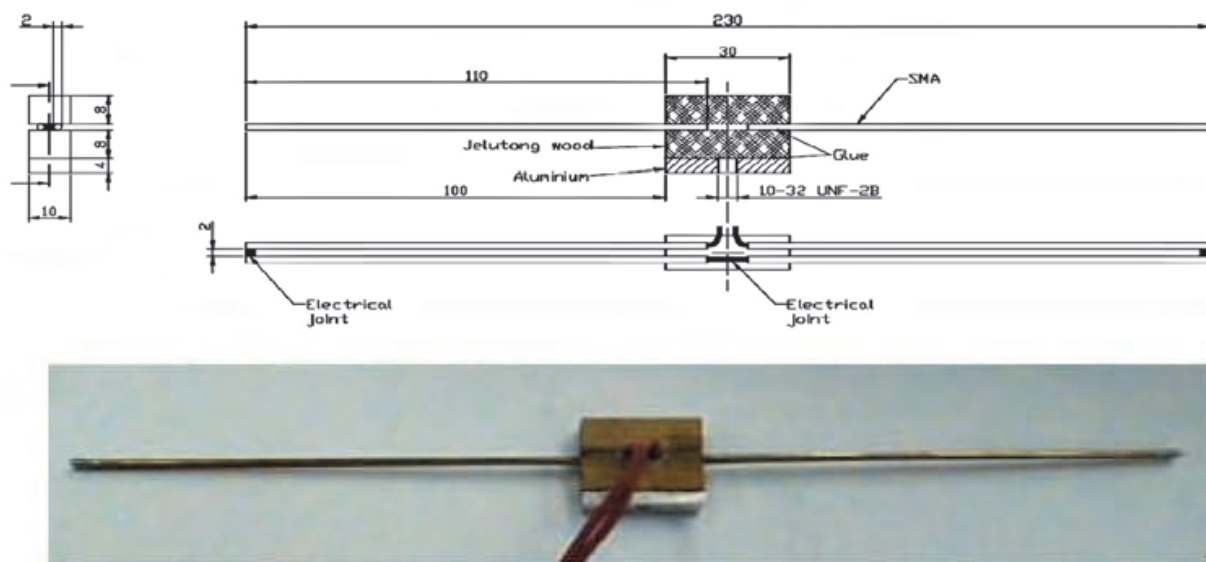 2
230
30
110
SMA
8
8
4
Jelutong wood
Glue
Aluminium
100
10-32 UNF-2B
10
2
Electrical
joint
Electrical
joint